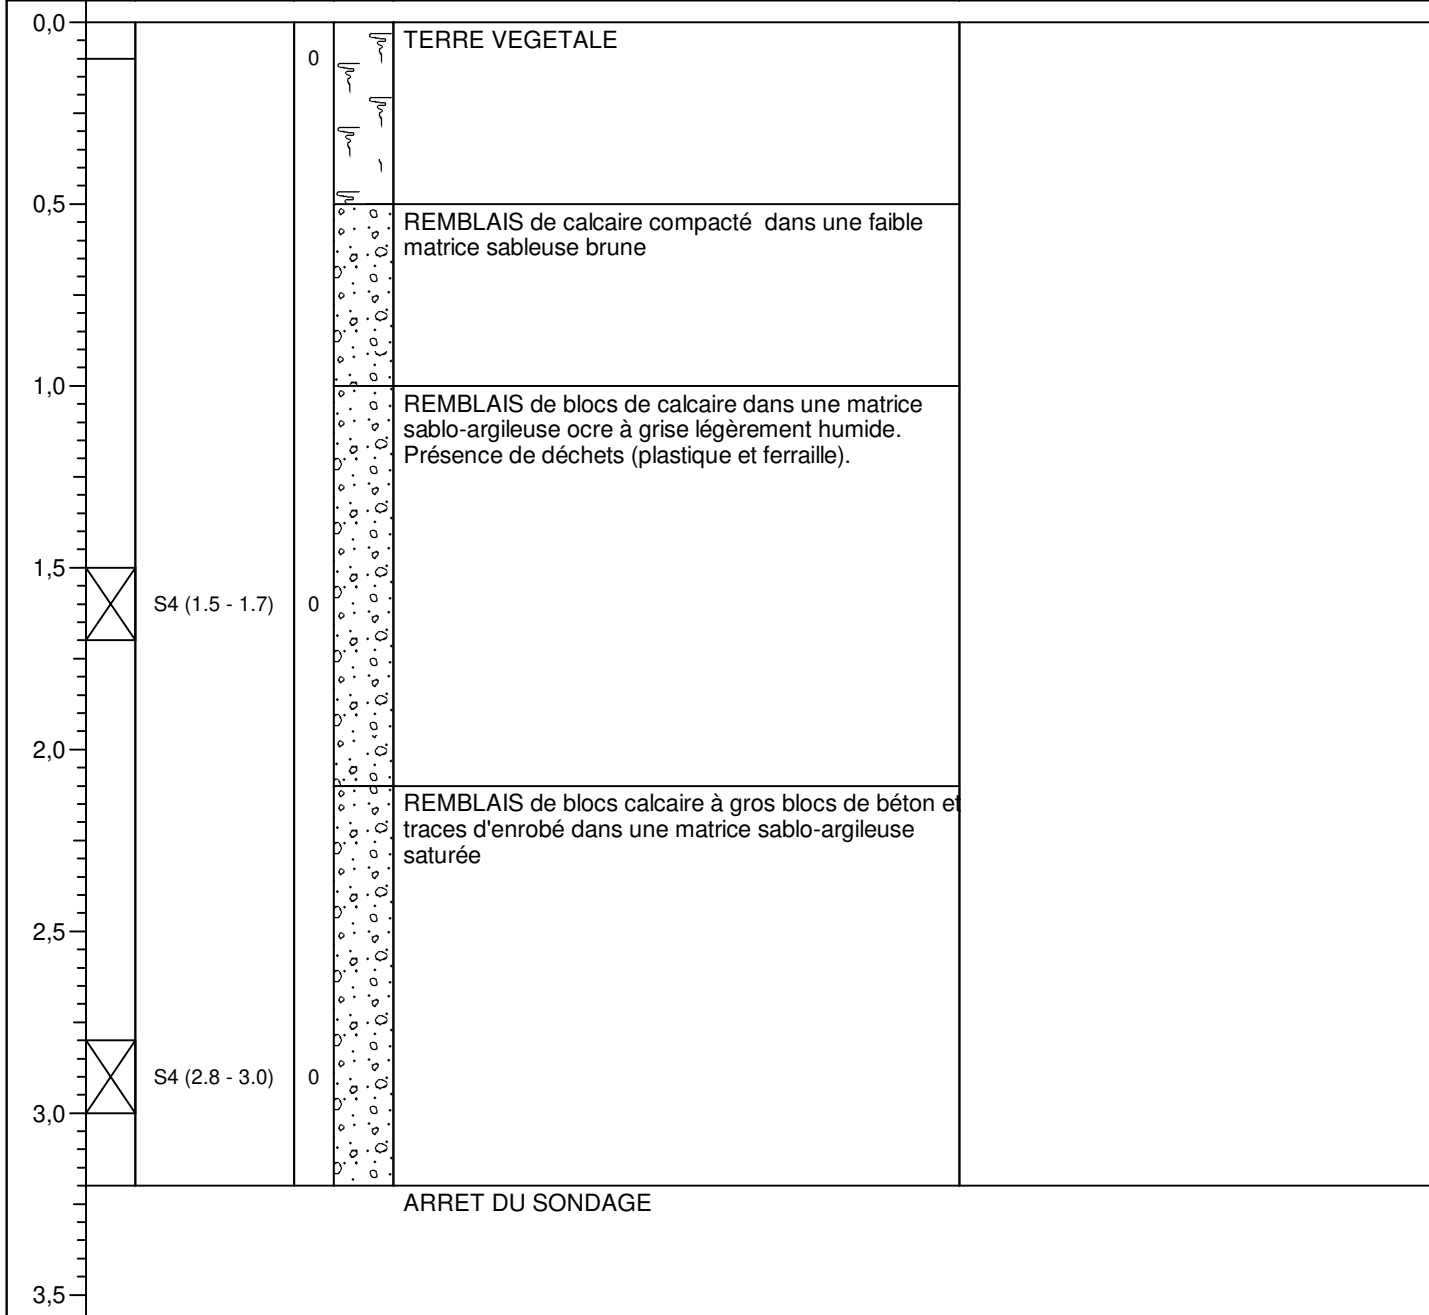 0,0
TERRE VEGETALE
0
0,5
REMBLAIS de calcaire compacté  dans une faible
matrice sableuse brune
1,0
REMBLAIS de blocs de calcaire dans une matrice
sablo-argileuse ocre à grise légèrement humide.
Présence de déchets (plastique et ferraille).
1,5
S4 (1.5 - 1.7)
0
2,0
REMBLAIS de blocs calcaire à gros blocs de béton et
traces d'enrobé dans une matrice sablo-argileuse
saturée
2,5
S4 (2.8 - 3.0)
0
3,0
ARRET DU SONDAGE
3,5